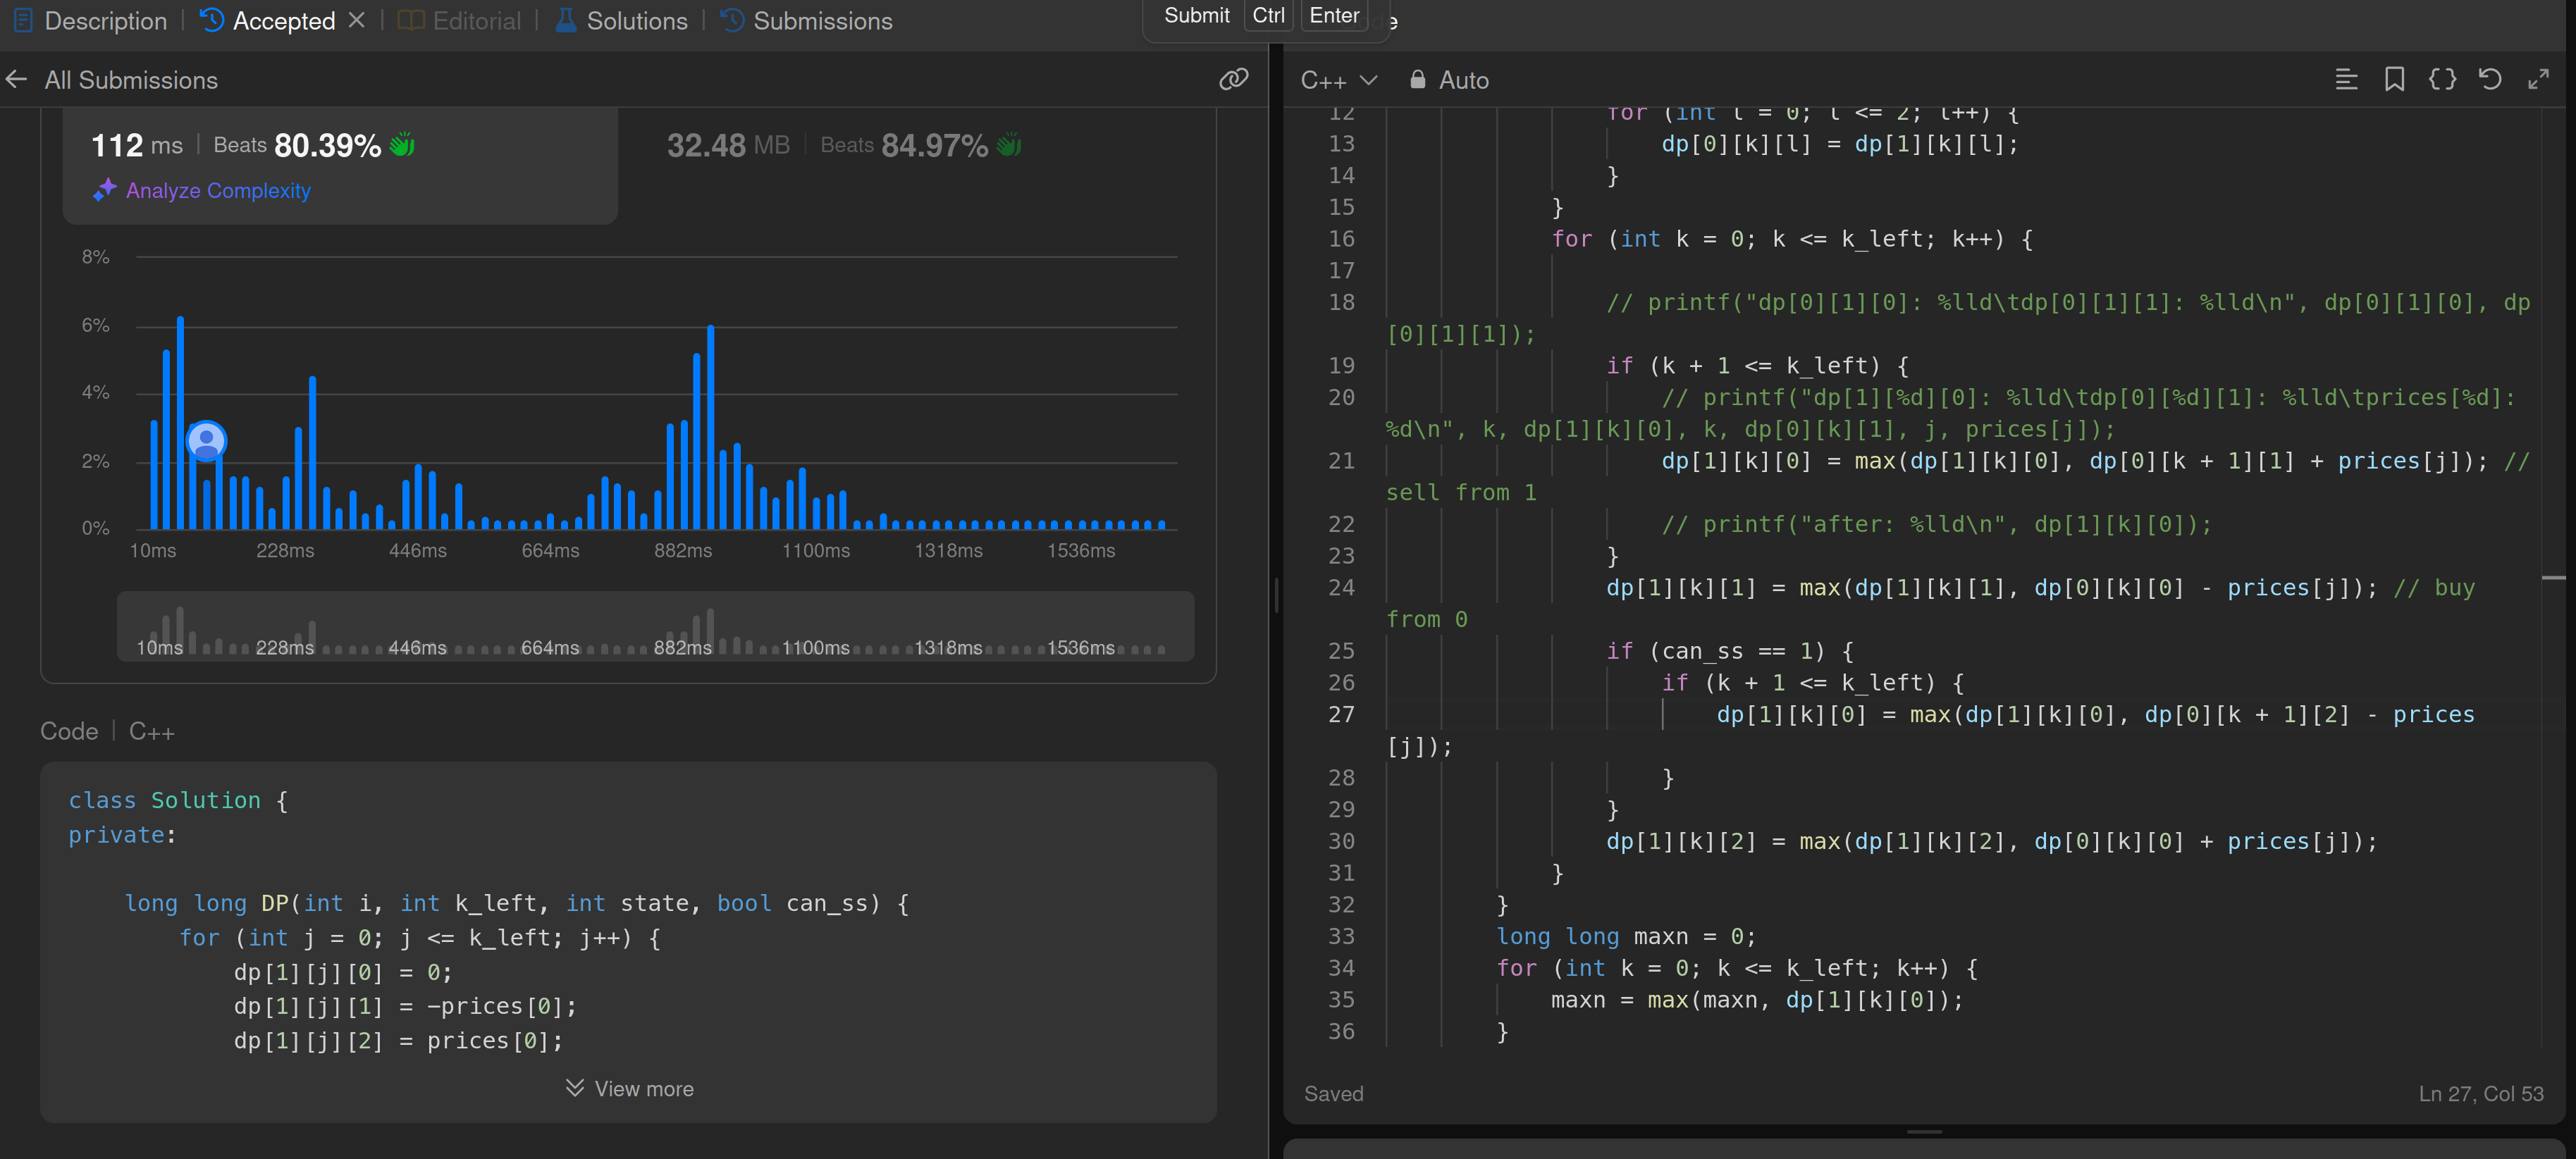 Description | Accepted × | Editorial | Solutions | Submissions
Submit Ctrl Enter
All Submissions
112 ms | Beats 80.39%
32.48 MB | Beats 84.97%
Analyze Complexity
8%
6%
4%
2%
0%
10ms 228ms 446ms 664ms 882ms 1100ms 1318ms 1536ms
10ms 228ms 446ms 664ms 882ms 1100ms 1318ms 1536ms
Code | C++
class Solution {
private:
long long DP(int i, int k_left, int state, bool can_ss) {
for (int j = 0; j <= k_left; j++) {
dp[1][j][0] = 0;
dp[1][j][1] = -prices[0];
dp[1][j][2] = prices[0];
View more
C++ Auto
12 for (int l = 0; l <= 2; l++) {
13 dp[0][k][l] = dp[1][k][l];
14 }
15 }
16 for (int k = 0; k <= k_left; k++) {
17
18 // printf("dp[0][1][0]: %lld\tdp[0][1][1]: %lld\n", dp[0][1][0], dp
[0][1][1]);
19 if (k + 1 <= k_left) {
20 // printf("dp[1][%d][0]: %lld\tdp[0][%d][1]: %lld\tprices[%d]:
%d\n", k, dp[1][k][0], k, dp[0][k][1], j, prices[j]);
21 dp[1][k][0] = max(dp[1][k][0], dp[0][k + 1][1] + prices[j]); //
sell from 1
22 // printf("after: %lld\n", dp[1][k][0]);
23 }
24 dp[1][k][1] = max(dp[1][k][1], dp[0][k][0] - prices[j]); // buy
from 0
25 if (can_ss == 1) {
26 if (k + 1 <= k_left) {
27 dp[1][k][0] = max(dp[1][k][0], dp[0][k + 1][2] - prices
[j]);
28 }
29 }
30 dp[1][k][2] = max(dp[1][k][2], dp[0][k][0] + prices[j]);
31 }
32 }
33 long long maxn = 0;
34 for (int k = 0; k <= k_left; k++) {
35 maxn = max(maxn, dp[1][k][0]);
36 }
Saved
Ln 27, Col 53